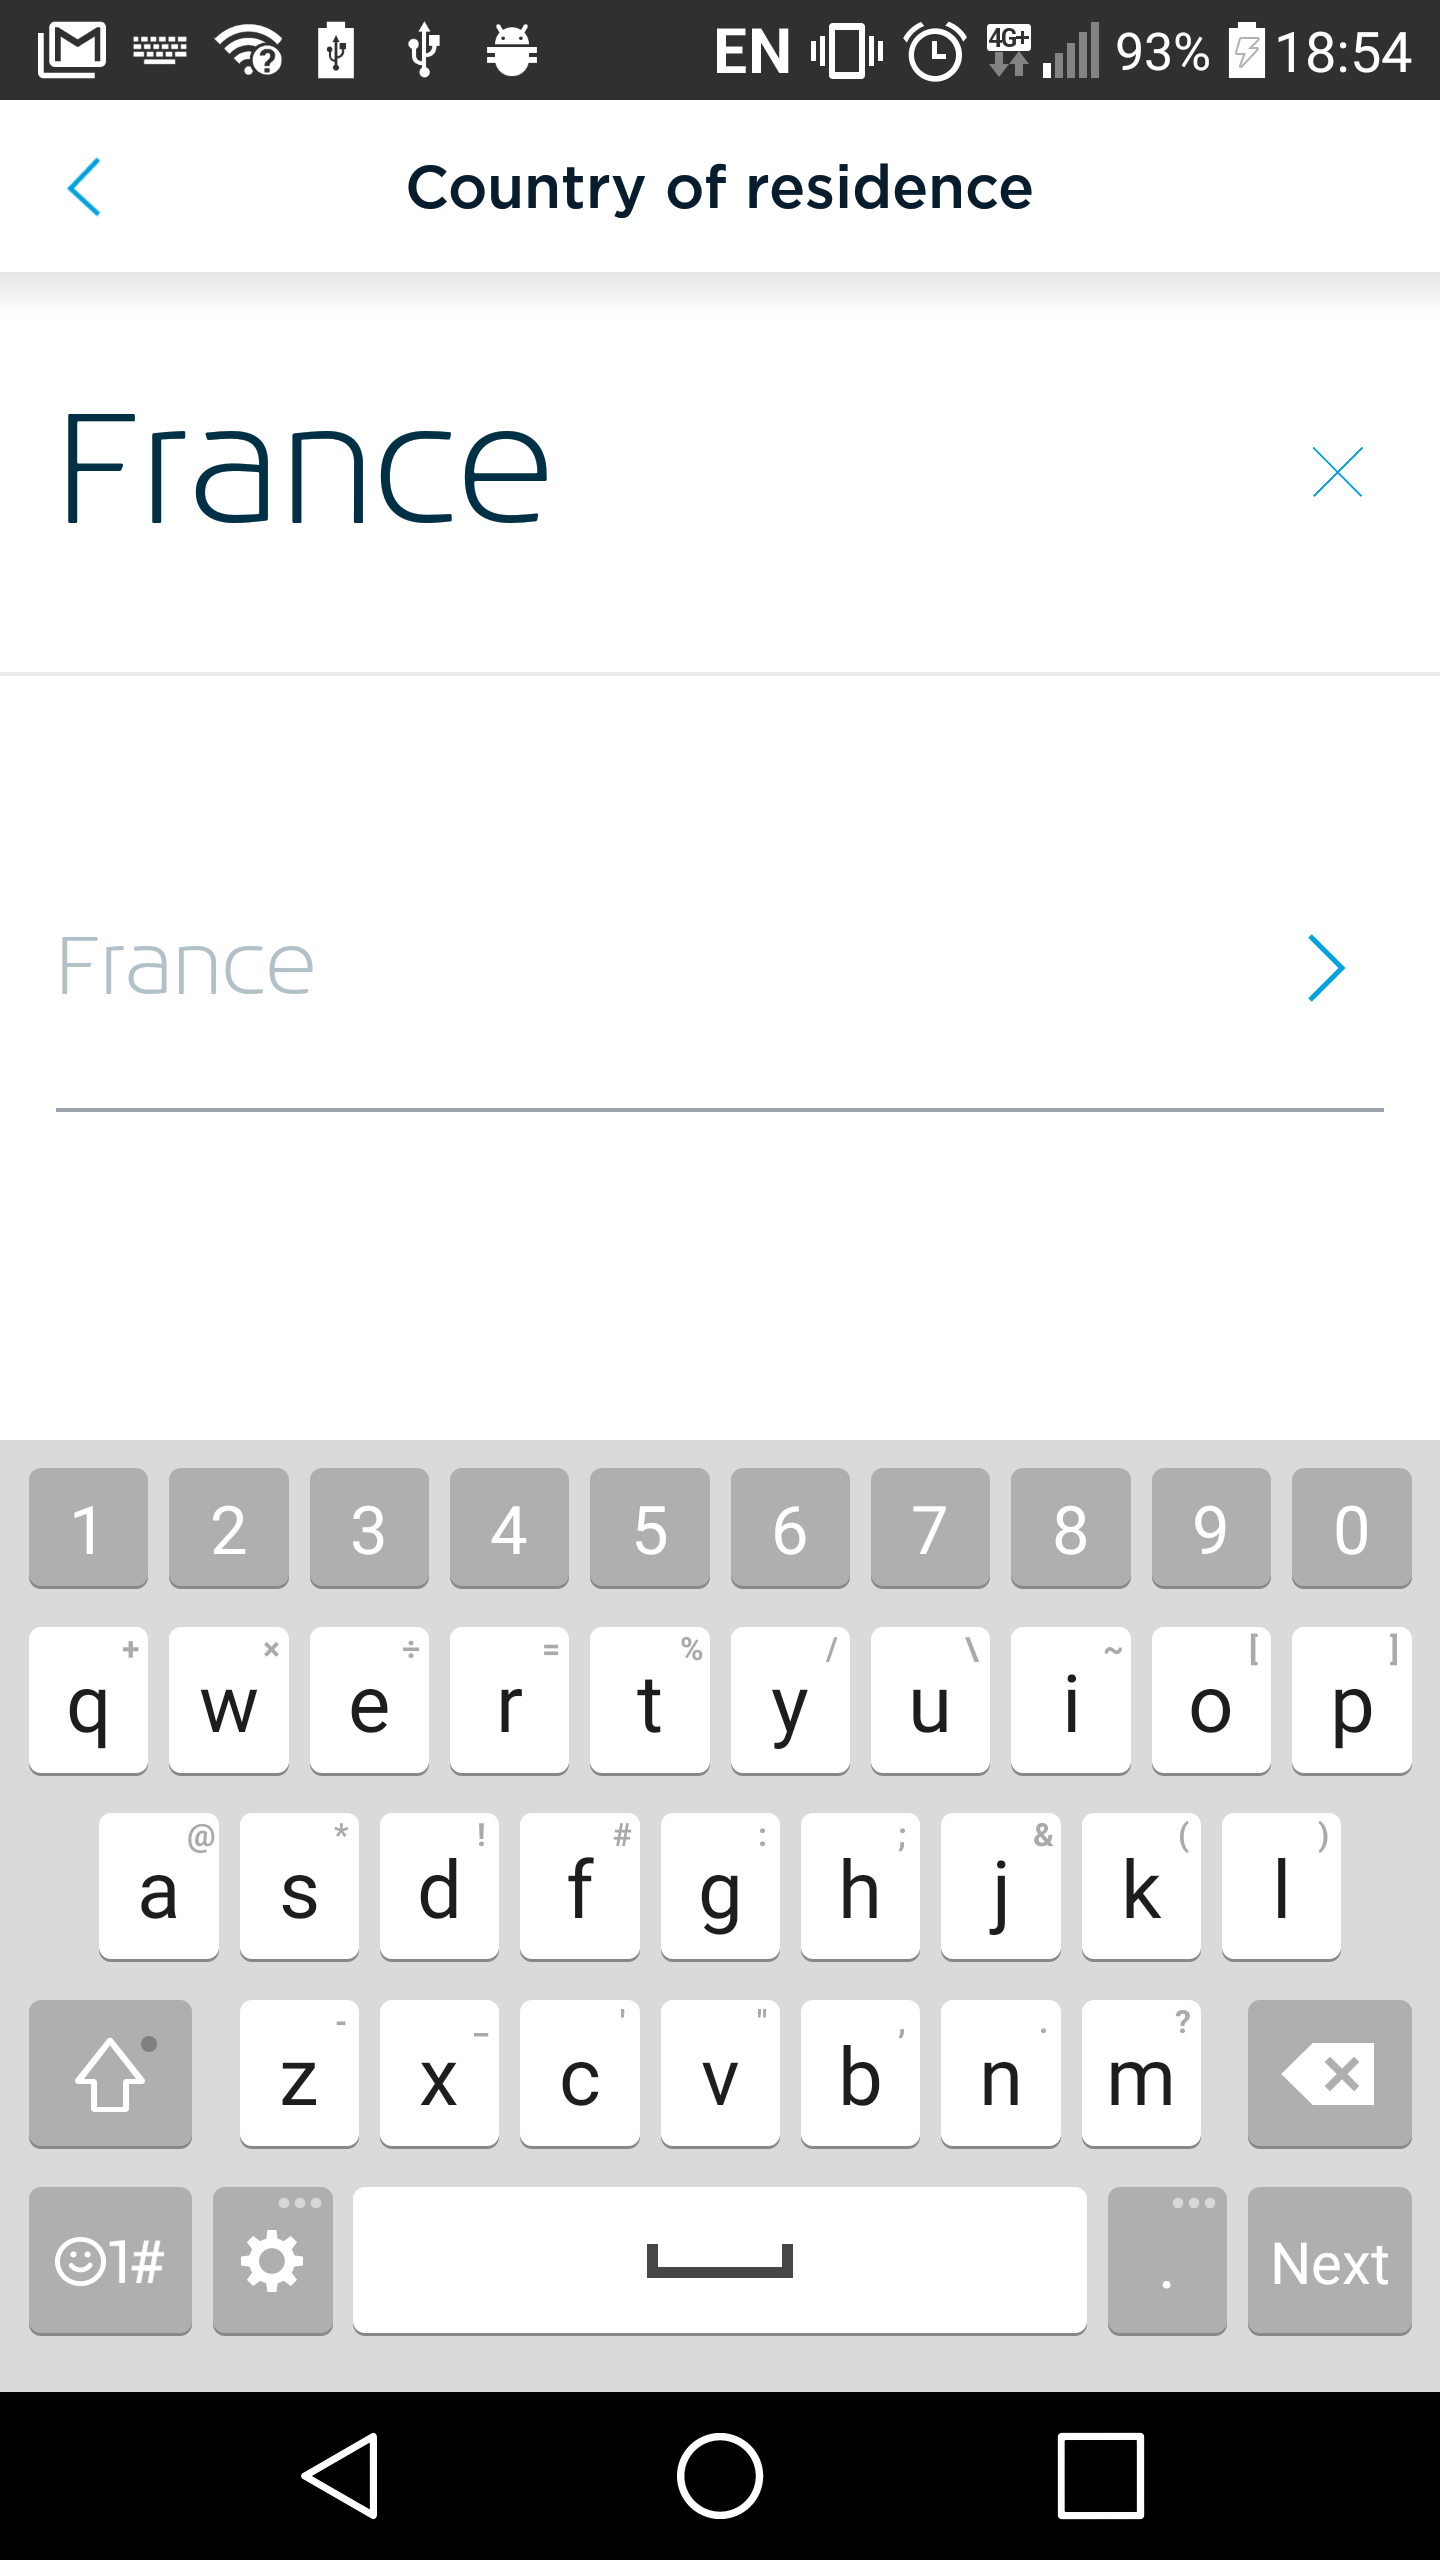 EN 4G+ 93% 18:54
Country of residence
France
France
1 2 3 4 5 6 7 8 9 0
+ × ÷ = % / \ ~ [ ]
q w e r t y u i o p
@ * ! # : ; & ( )
a s d f g h j k l
- _ ' " , . ?
z x c v b n m
1# . Next